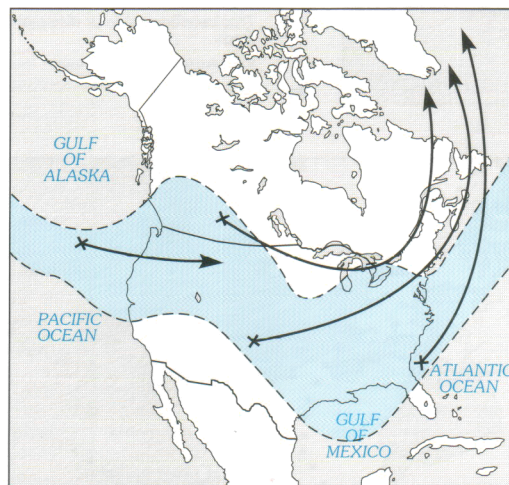 GULF
OF
ALASKA
PACIFIC
OCEAN
ATLANTIC
OCEAN
GULF
OF
MEXICO